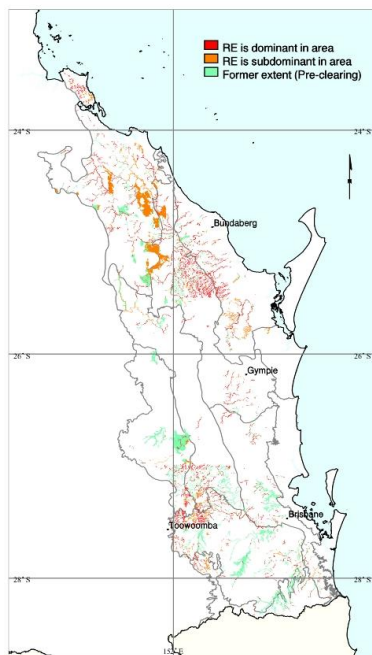 RE is dominant in area
RE is subdominant in area
Former extent (Pre-clearing)
24°S
24°S
Bundaberg
26°S
26°S
Gympie
Brisbane
Toowoomba
28°S
28°S